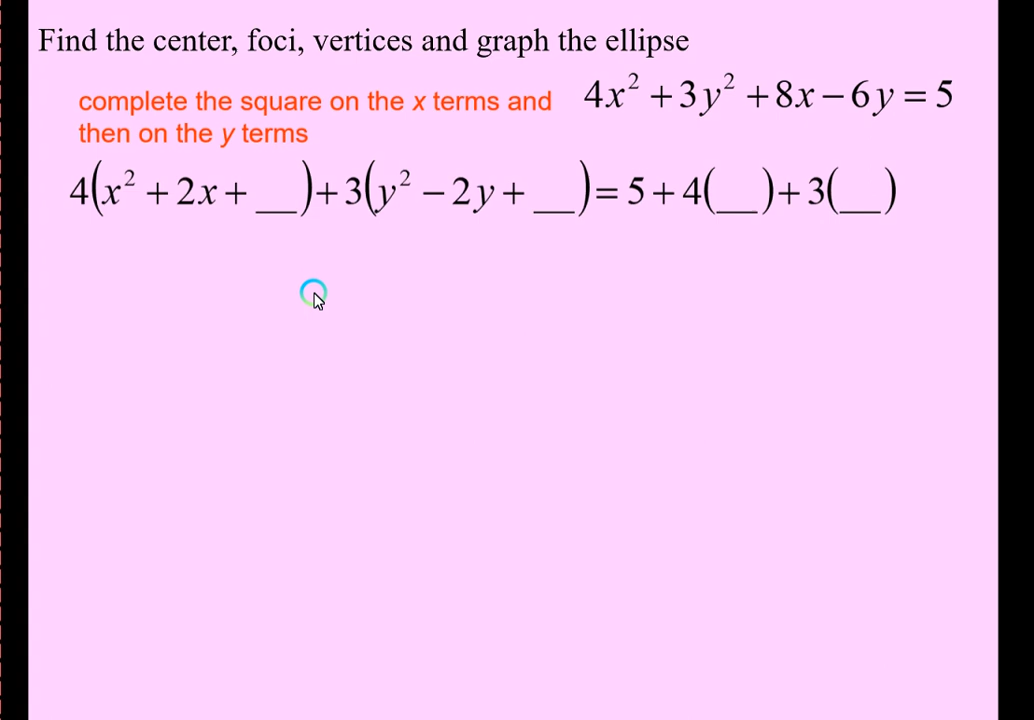 Find the center, foci, vertices and graph the ellipse
complete the square on the x terms and 4x² + 3y² + 8x − 6y = 5
then on the y terms
4(x² + 2x + __) + 3(y² − 2y + __) = 5 + 4(__) + 3(__)